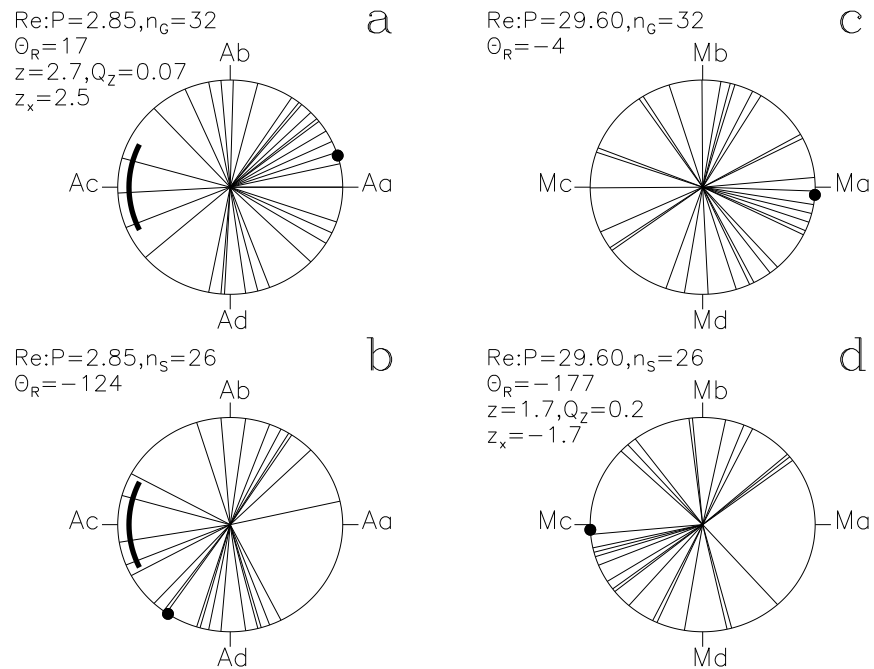 Re:P=2.85,n_G=32
Θ_R=17
z=2.7,Q_Z=0.07
z_x=2.5
a
Ab
Ac
Aa
Ad
Re:P=29.60,n_G=32
Θ_R=−4
c
Mb
Mc
Ma
Md
Re:P=2.85,n_S=26
Θ_R=−124
b
Ab
Ac
Aa
Ad
Re:P=29.60,n_S=26
Θ_R=−177
z=1.7,Q_Z=0.2
z_x=−1.7
d
Mb
Mc
Ma
Md